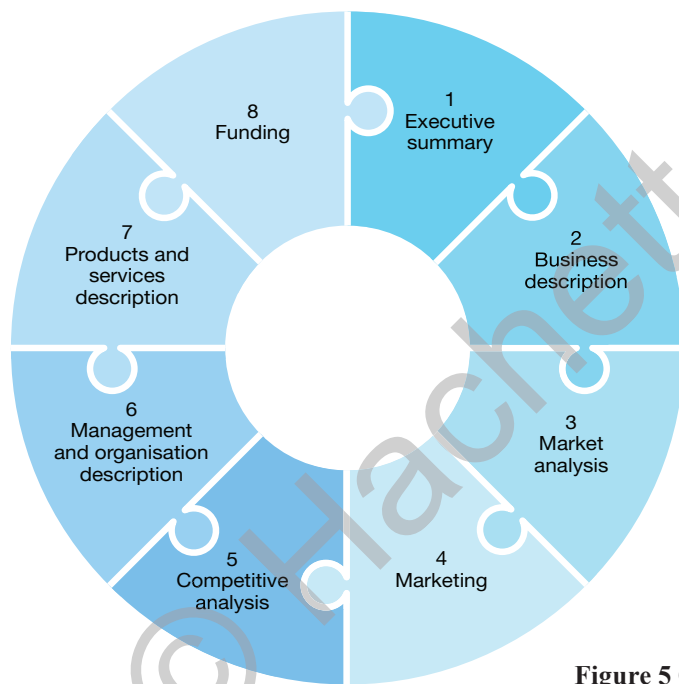 1
Executive
summary
2
Business
description
3
Market
analysis
4
Marketing
5
Competitive
analysis
6
Management
and organisation
description
7
Products and
services
description
8
Funding
© Hachett
Figure 5